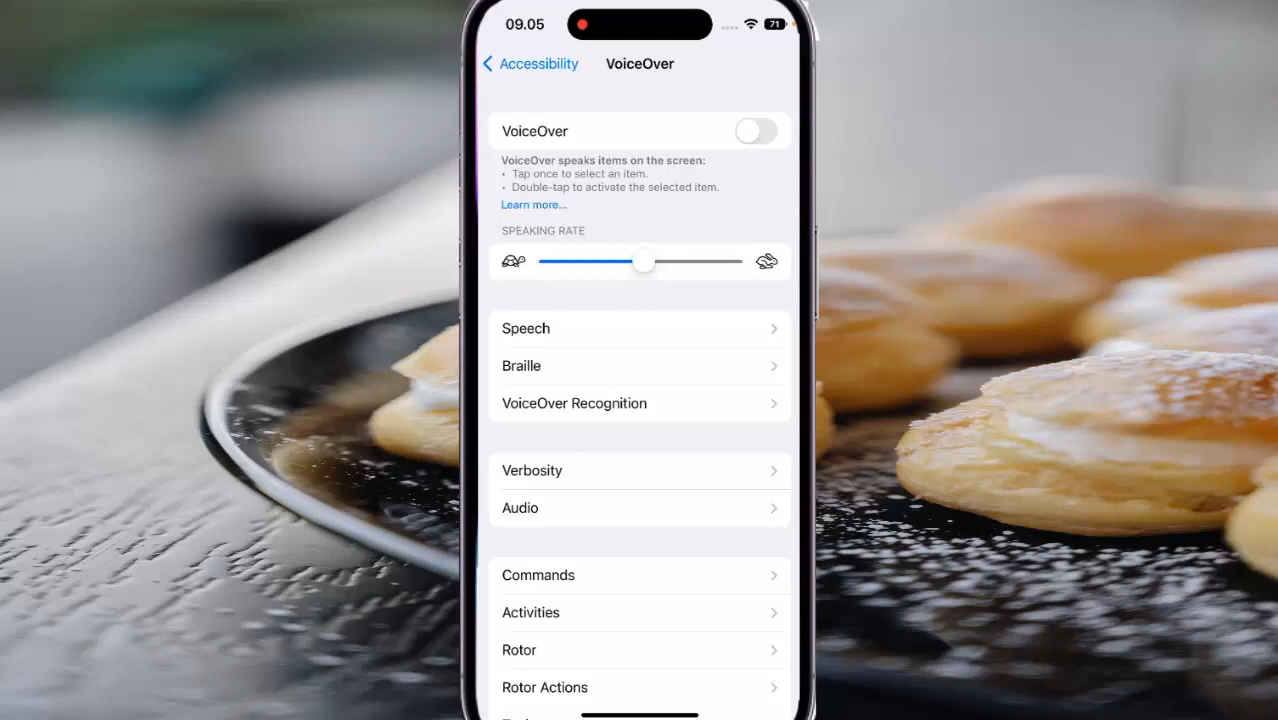 09.05
71
Accessibility
VoiceOver
VoiceOver
VoiceOver speaks items on the screen:
• Tap once to select an item.
• Double-tap to activate the selected item.
Learn more...
SPEAKING RATE
Speech
Braille
VoiceOver Recognition
Verbosity
Audio
Commands
Activities
Rotor
Rotor Actions